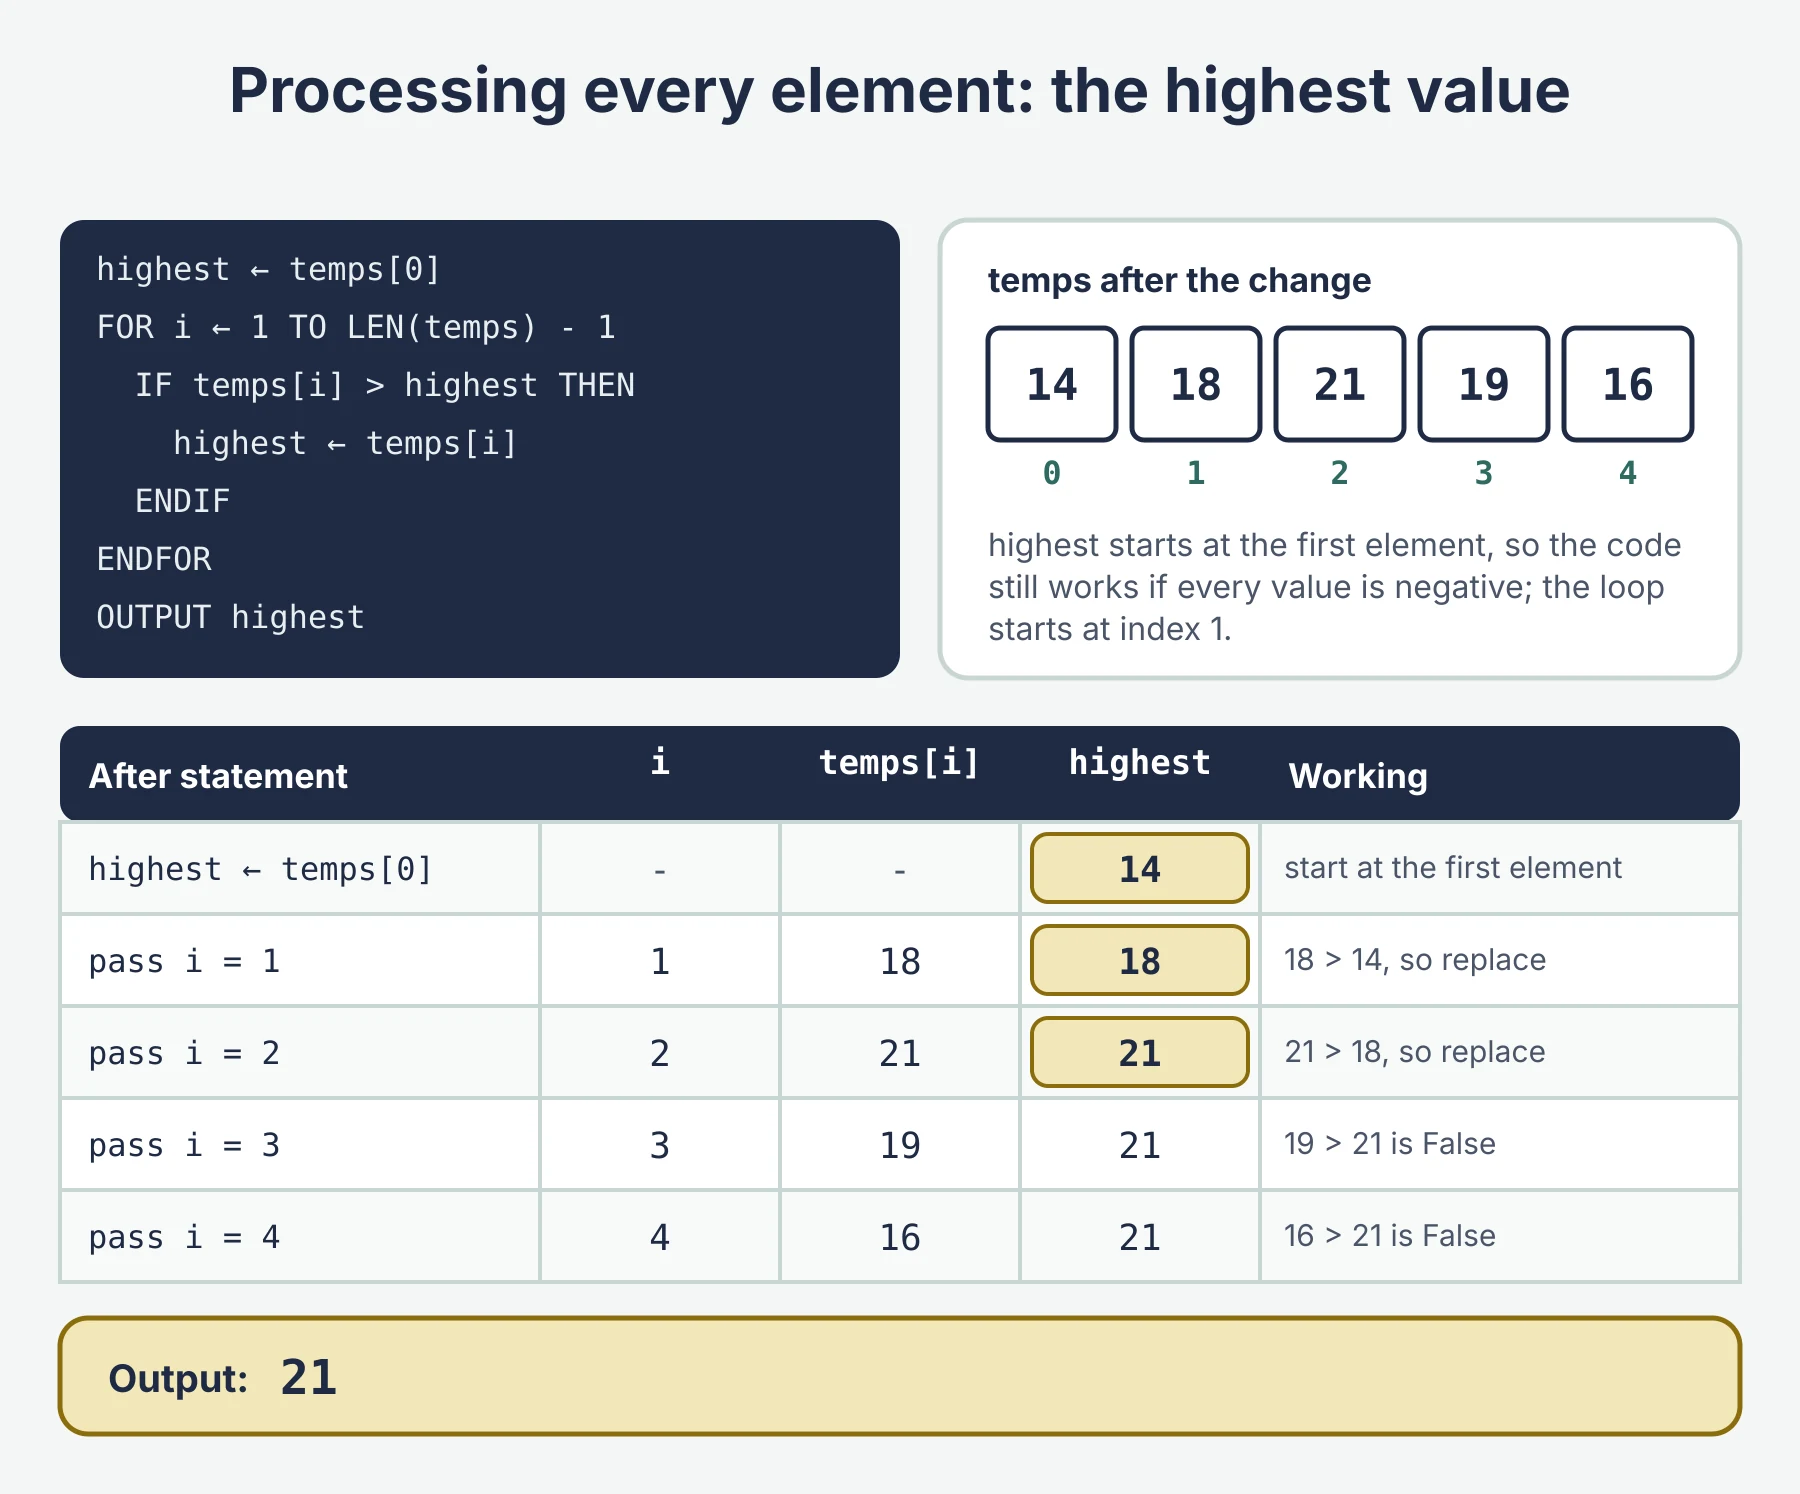 Processing every element: the highest value
highest ← temps[0]
FOR i ← 1 TO LEN(temps) - 1
  IF temps[i] > highest THEN
    highest ← temps[i]
  ENDIF
ENDFOR
OUTPUT highest
temps after the change
14 18 21 19 16
0 1 2 3 4
highest starts at the first element, so the code
still works if every value is negative; the loop
starts at index 1.
After statement i temps[i] highest Working
highest ← temps[0] - - 14 start at the first element
pass i = 1 1 18 18 18 > 14, so replace
pass i = 2 2 21 21 21 > 18, so replace
pass i = 3 3 19 21 19 > 21 is False
pass i = 4 4 16 21 16 > 21 is False
Output: 21